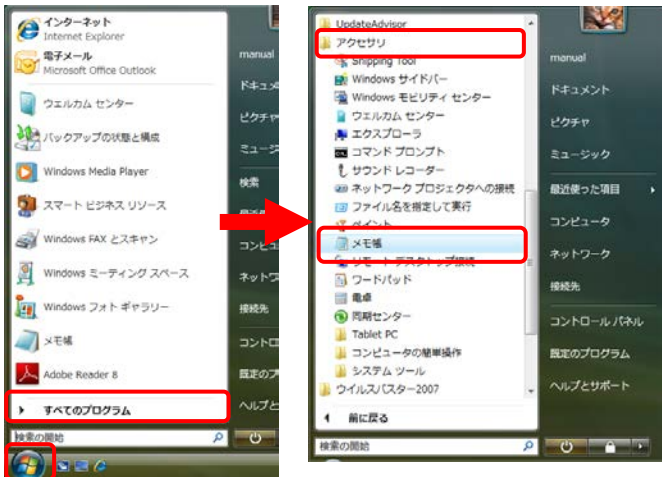 インターネット
Internet Explorer
電子メール
Microsoft Office Outlook
ウェルカム センター
バックアップの状態と構成
Windows Media Player
スマート ビジネス リソース
Windows FAX とスキャン
Windows ミーティング スペース
Windows フォト ギャラリー
メモ帳
Adobe Reader 8
すべてのプログラム
検索の開始
manual
ドキュメ
ピクチャ
ミュージ
検索
コンピュ
ネットワ
接続先
コントロ
既定のプ
ヘルプと
UpdateAdvisor
アクセサリ
Snipping Tool
Windows サイドバー
Windows モビリティ センター
ウェルカム センター
エクスプローラ
コマンド プロンプト
サウンド レコーダー
ネットワーク プロジェクタへの接続
ファイル名を指定して実行
ペイント
メモ帳
リモート デスクトップ接続
ワードパッド
電卓
同期センター
Tablet PC
コンピュータの簡単操作
システム ツール
ウイルスバスター2007
前に戻る
検索の開始
manual
ドキュメント
ピクチャ
ミュージック
最近使った項目
コンピュータ
ネットワーク
接続先
コントロール パネル
既定のプログラム
ヘルプとサポート